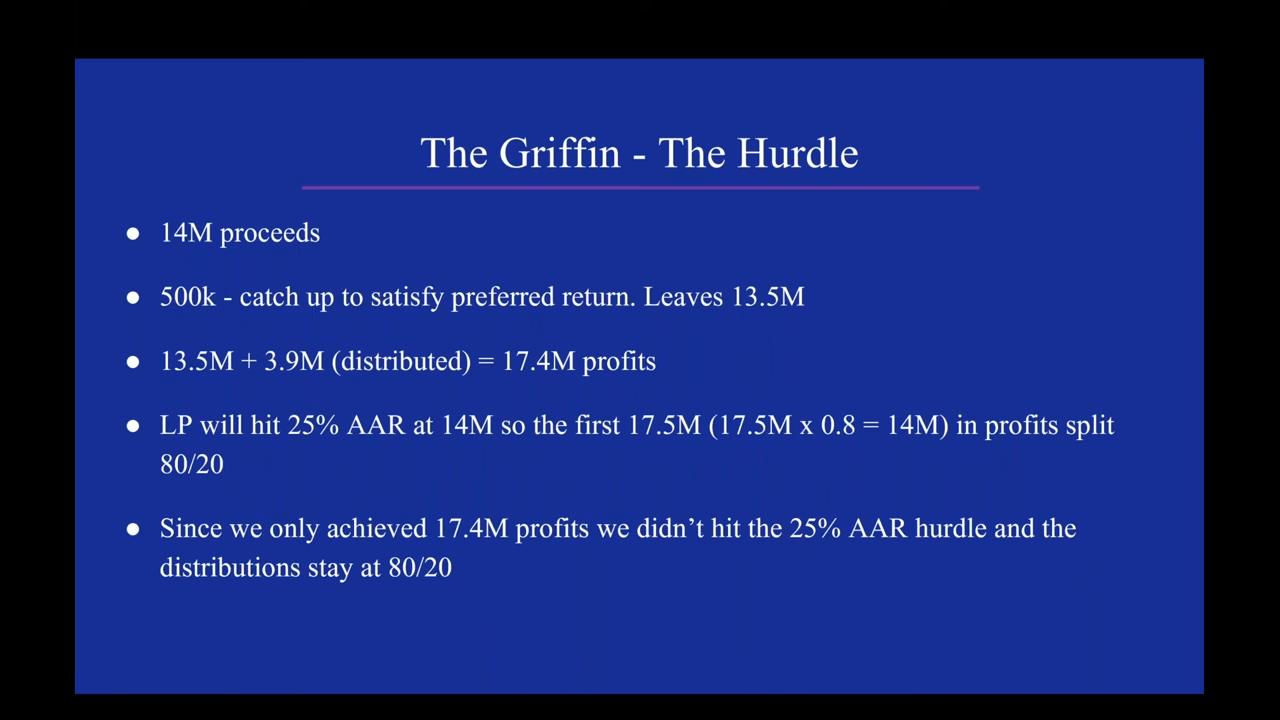 The Griffin - The Hurdle
● 14M proceeds
● 500k - catch up to satisfy preferred return. Leaves 13.5M
● 13.5M + 3.9M (distributed) = 17.4M profits
● LP will hit 25% AAR at 14M so the first 17.5M (17.5M x 0.8 = 14M) in profits split
80/20
● Since we only achieved 17.4M profits we didn’t hit the 25% AAR hurdle and the
distributions stay at 80/20